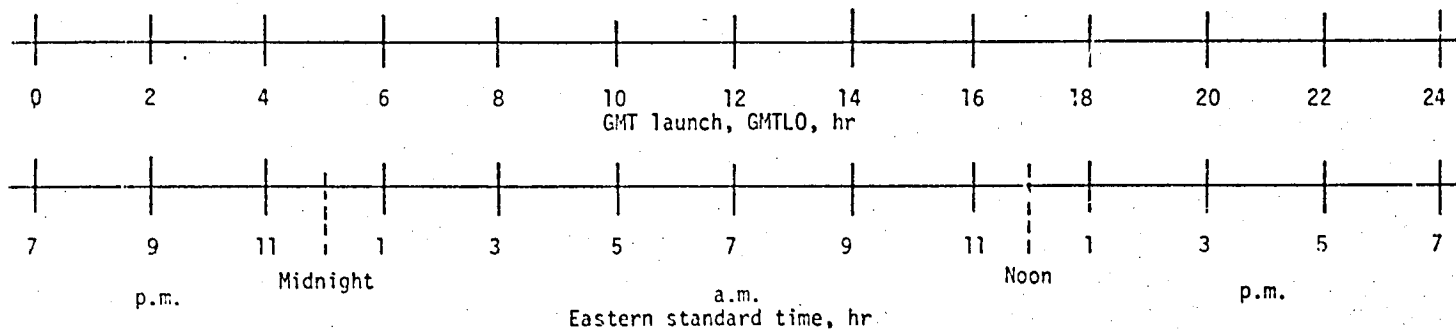 0 2 4 6 8 10 12 14 16 18 20 22 24
GMT launch, GMTLO, hr
7 9 11 1 3 5 7 9 11 1 3 5 7
Midnight Noon
p.m. a.m. p.m.
Eastern standard time, hr